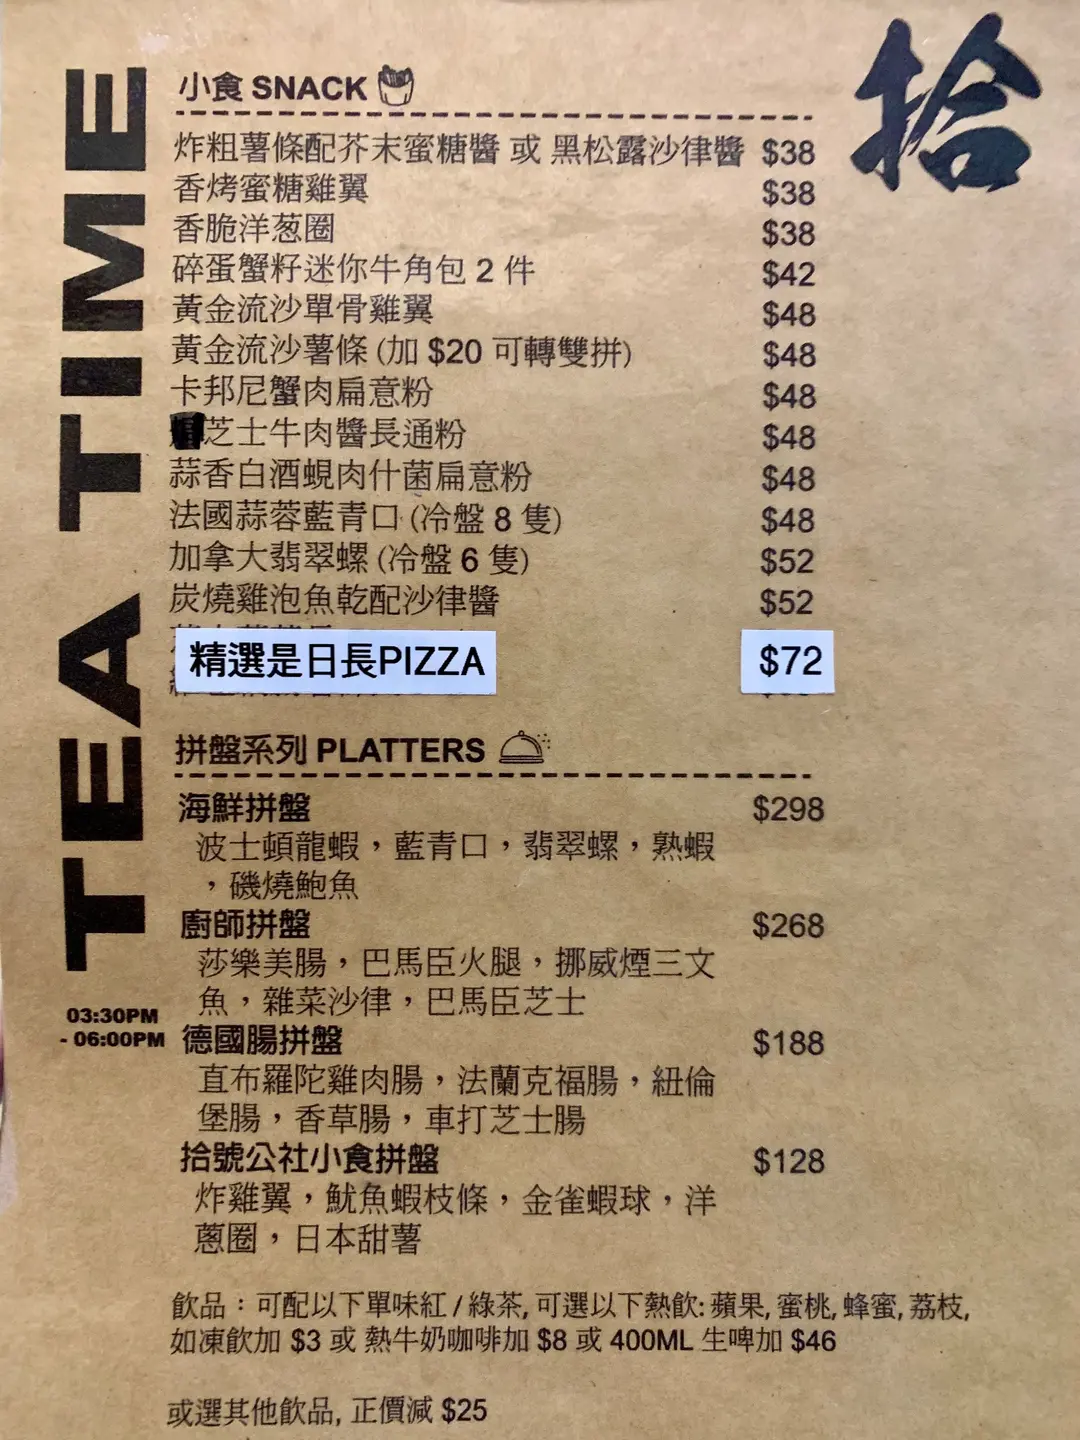 拾
TEA TIME
03:30PM
- 06:00PM
小食 SNACK
炸粗薯條配芥末蜜糖醬 或 黑松露沙律醬 $38
香烤蜜糖雞翼 $38
香脆洋葱圈 $38
碎蛋蟹籽迷你牛角包 2 件 $42
黃金流沙單骨雞翼 $48
黃金流沙薯條 (加 $20 可轉雙拼) $48
卡邦尼蟹肉扁意粉 $48
芝士牛肉醬長通粉 $48
蒜香白酒蜆肉什菌扁意粉 $48
法國蒜蓉藍青口 (冷盤 8 隻) $48
加拿大翡翠螺 (冷盤 6 隻) $52
炭燒雞泡魚乾配沙律醬 $52
精選是日長PIZZA $72
拼盤系列 PLATTERS
海鮮拼盤 $298
波士頓龍蝦，藍青口，翡翠螺，熟蝦
，磯燒鮑魚
廚師拼盤 $268
莎樂美腸，巴馬臣火腿，挪威煙三文
魚，雜菜沙律，巴馬臣芝士
德國腸拼盤 $188
直布羅陀雞肉腸，法蘭克福腸，紐倫
堡腸，香草腸，車打芝士腸
拾號公社小食拼盤 $128
炸雞翼，魷魚蝦枝條，金雀蝦球，洋
蔥圈，日本甜薯
飲品：可配以下單味紅 / 綠茶, 可選以下熱飲: 蘋果, 蜜桃, 蜂蜜, 荔枝,
如凍飲加 $3 或 熱牛奶咖啡加 $8 或 400ML 生啤加 $46
或選其他飲品, 正價減 $25